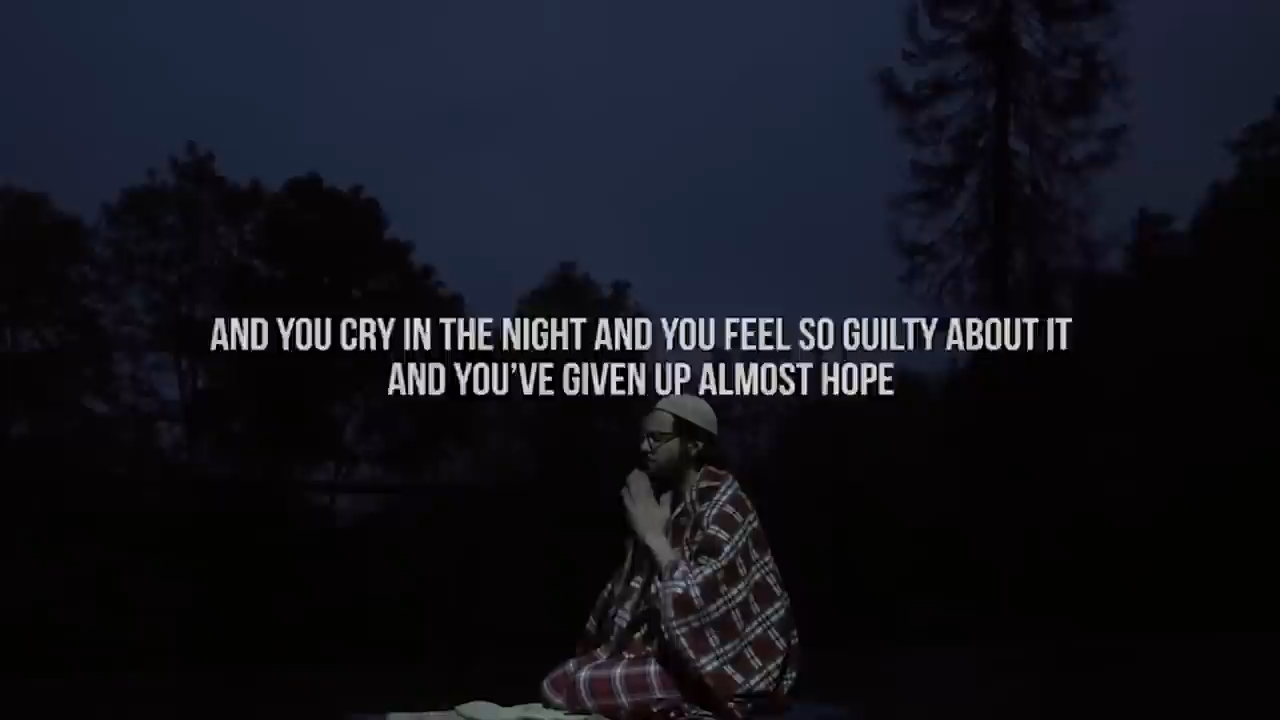 AND YOU CRY IN THE NIGHT AND YOU FEEL SO GUILTY ABOUT IT
AND YOU'VE GIVEN UP ALMOST HOPE